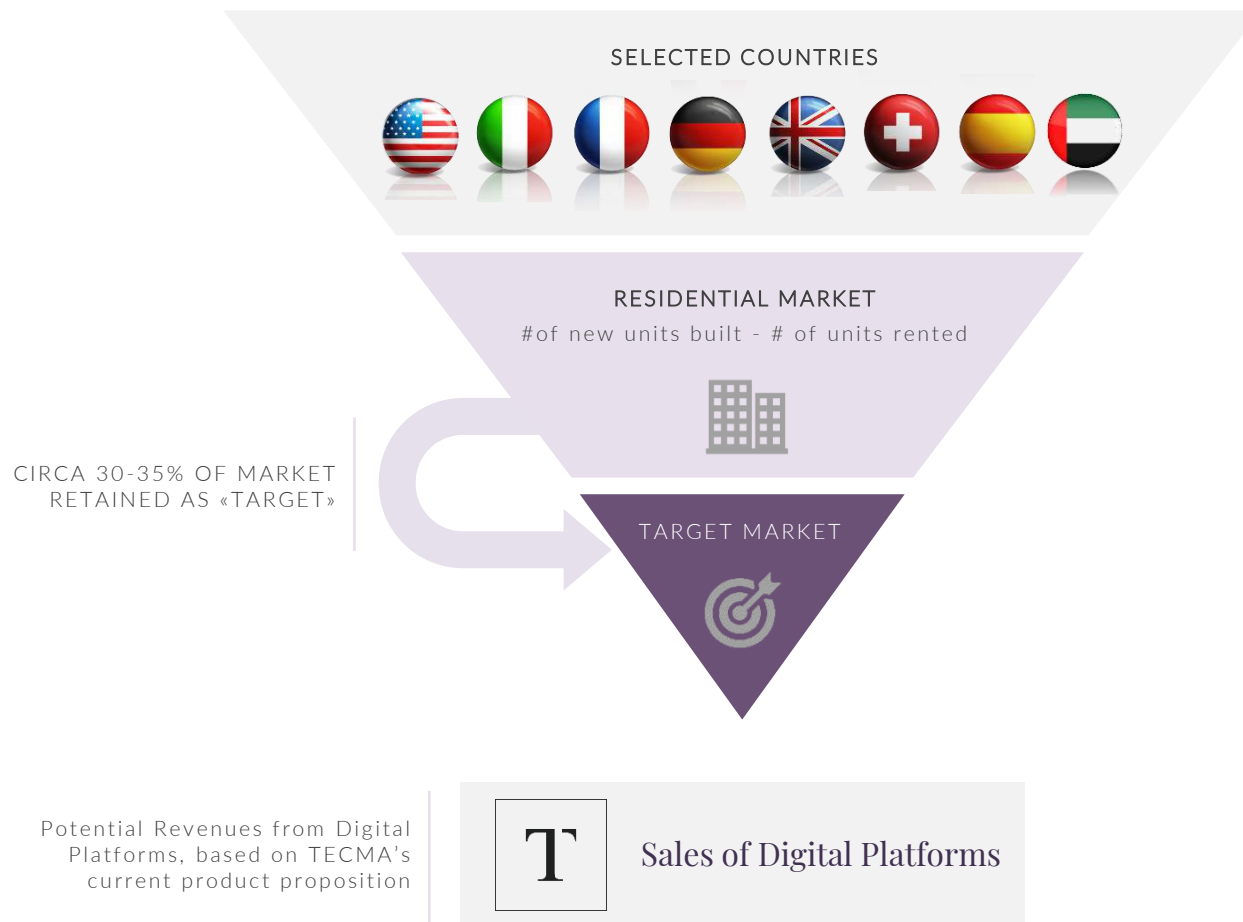 SELECTED COUNTRIES
RESIDENTIAL MARKET
#of new units built - # of units rented
CIRCA 30-35% OF MARKET
RETAINED AS «TARGET»
TARGET MARKET
Potential Revenues from Digital
Platforms, based on TECMA's
current product proposition
T
Sales of Digital Platforms